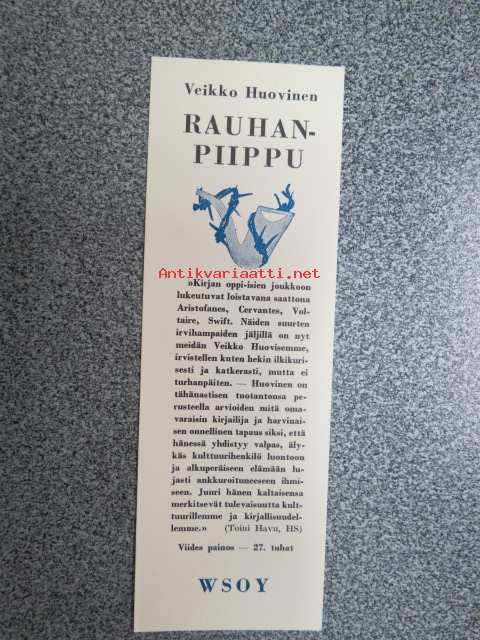 Veikko Huovinen
RAUHAN-
PIIPPU
Antikvariaatti.net
»Kirjan oppi-isien joukkoon
lukeutuvat loistavana saattona
Aristofanes, Cervantes, Vol-
taire, Swift. Näiden suurten
irvihampaiden jäljillä on nyt
meidän Veikko Huovisemme,
irvistellen kuten hekin ilkikuri-
sesti ja katkerasti, mutta ei
turhanpäiten. — Huovinen on
tähänastisen tuotantonsa pe-
rusteella arvioiden mitä oma-
varaisin kirjailija ja harvinai-
sen onnellinen tapaus siksi, että
hänessä yhdistyy valpas, äly-
käs kulttuurihenkilö luontoon
ja alkuperäiseen elämään lu-
jasti ankkuroituneeseen ihmi-
seen. Juuri hänen kaltaisensa
merkitsevät tulevaisuutta kult-
tuurillemme ja kirjallisuudel-
lemme.» (Toini Havu, HS)
Viides painos — 27. tuhat
WSOY